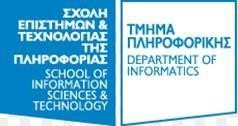 ΣΧΟΛΗ
ΕΠΙΣΤΗΜΩΝ &
ΤΕΧΝΟΛΟΓΙΑΣ
ΤΗΣ
ΠΛΗΡΟΦΟΡΙΑΣ
SCHOOL OF
INFORMATION
SCIENCES &
TECHNOLOGY
ΤΜΗΜΑ
ΠΛΗΡΟΦΟΡΙΚΗΣ
DEPARTMENT OF
INFORMATICS